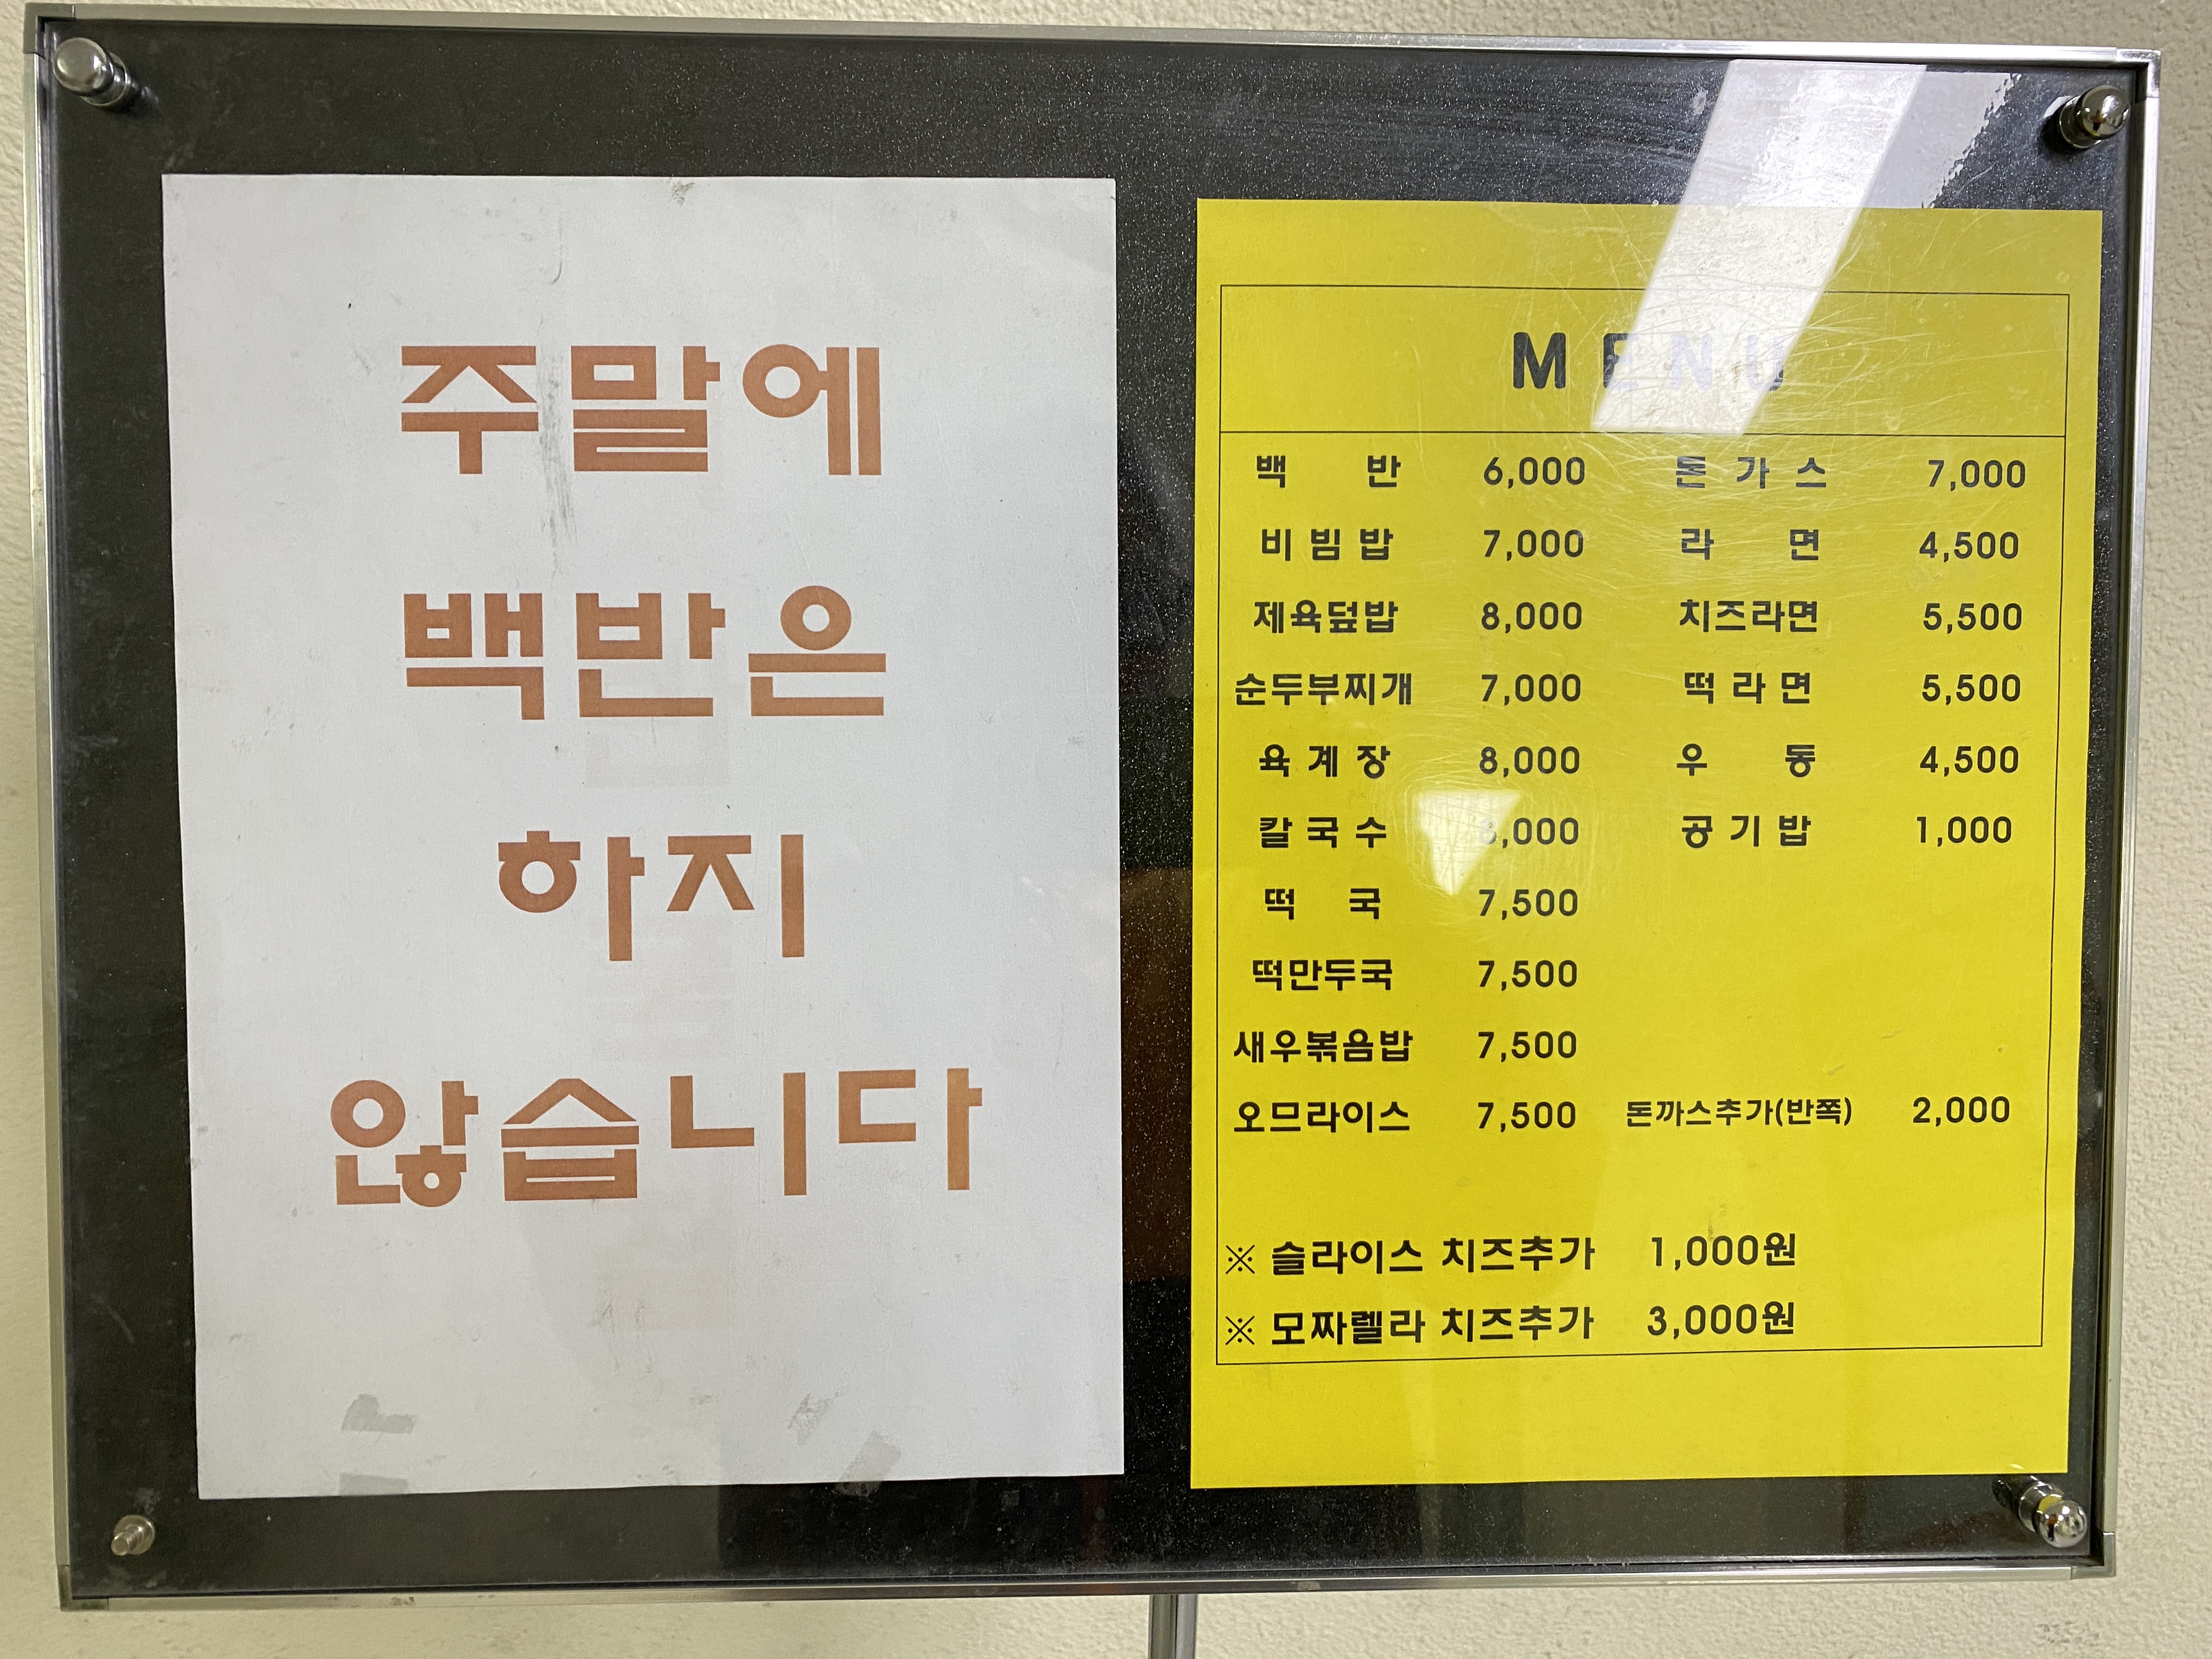 주말에
백반은
하지
않습니다
MENU
백 반 6,000 돈 가 스 7,000
비 빔 밥 7,000 라 면 4,500
제육덮밥 8,000 치즈라면 5,500
순두부찌개 7,000 떡 라 면 5,500
육 계 장 8,000 우 동 4,500
칼 국 수 공 기 밥 1,000
떡 국 7,500
떡만두국 7,500
새우볶음밥 7,500
오므라이스 7,500 돈까스추가(반쪽) 2,000
※ 슬라이스 치즈추가 1,000원
※ 모짜렐라 치즈추가 3,000원